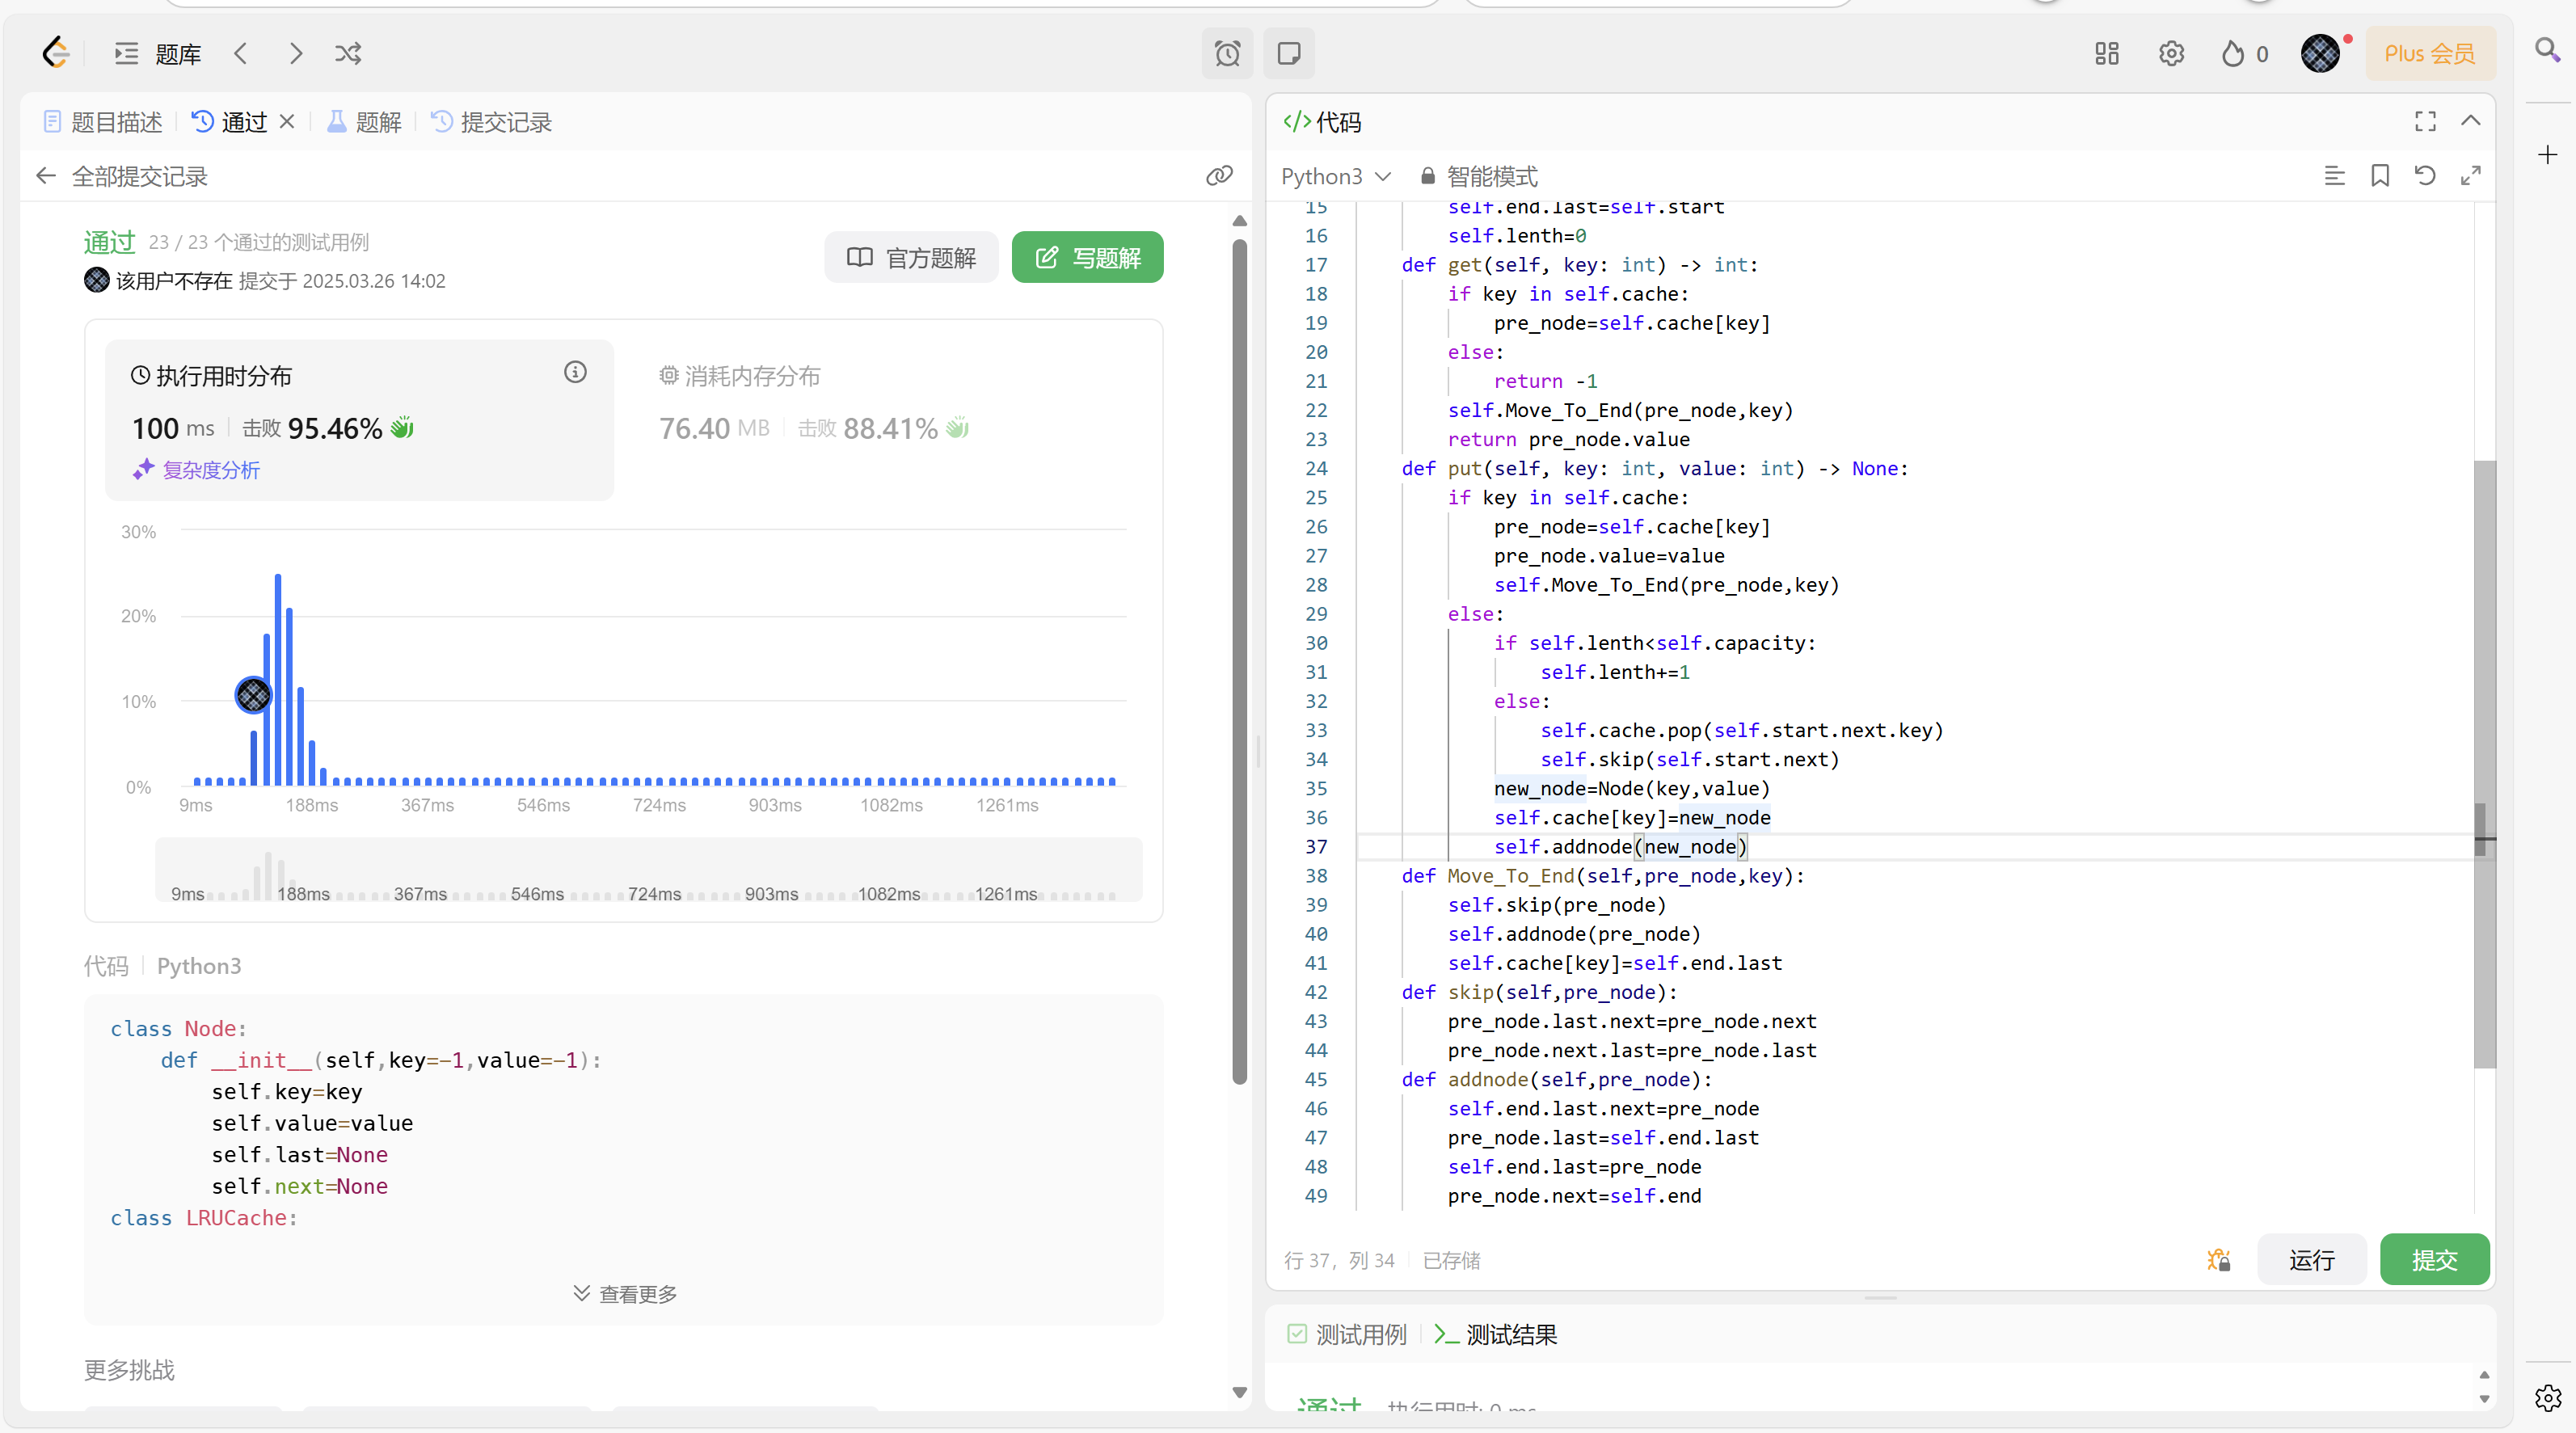 题库
0
Plus 会员
题目描述
通过
题解
提交记录
全部提交记录
通过 23 / 23 个通过的测试用例
该用户不存在 提交于 2025.03.26 14:02
官方题解
写题解
执行用时分布
100 ms 击败 95.46%
复杂度分析
消耗内存分布
76.40 MB 击败 88.41%
30%
20%
10%
0%
9ms 188ms 367ms 546ms 724ms 903ms 1082ms 1261ms
9ms 188ms 367ms 546ms 724ms 903ms 1082ms 1261ms
代码 Python3
class Node:
    def __init__(self,key=-1,value=-1):
        self.key=key
        self.value=value
        self.last=None
        self.next=None
class LRUCache:
查看更多
更多挑战
</> 代码
Python3 智能模式
15         self.end.last=self.start
16         self.lenth=0
17     def get(self, key: int) -> int:
18         if key in self.cache:
19             pre_node=self.cache[key]
20         else:
21             return -1
22         self.Move_To_End(pre_node,key)
23         return pre_node.value
24     def put(self, key: int, value: int) -> None:
25         if key in self.cache:
26             pre_node=self.cache[key]
27             pre_node.value=value
28             self.Move_To_End(pre_node,key)
29         else:
30             if self.lenth<self.capacity:
31                 self.lenth+=1
32             else:
33                 self.cache.pop(self.start.next.key)
34                 self.skip(self.start.next)
35             new_node=Node(key,value)
36             self.cache[key]=new_node
37             self.addnode(new_node)
38     def Move_To_End(self,pre_node,key):
39         self.skip(pre_node)
40         self.addnode(pre_node)
41         self.cache[key]=self.end.last
42     def skip(self,pre_node):
43         pre_node.last.next=pre_node.next
44         pre_node.next.last=pre_node.last
45     def addnode(self,pre_node):
46         self.end.last.next=pre_node
47         pre_node.last=self.end.last
48         self.end.last=pre_node
49         pre_node.next=self.end
行 37，列 34 已存储
运行
提交
测试用例
测试结果
通过 执行用时: 0 ms